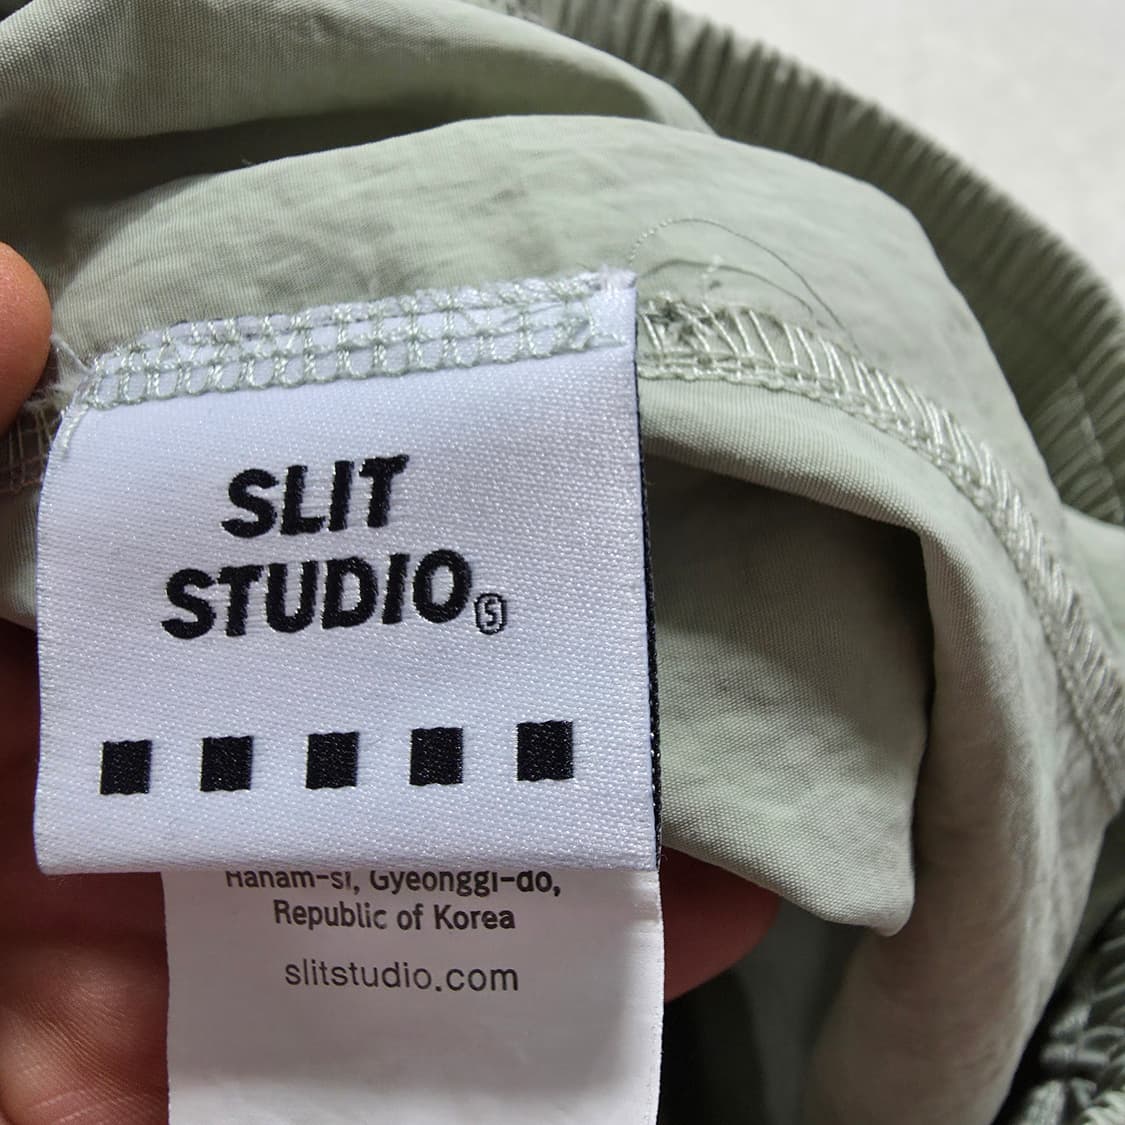 SLIT
STUDIO Ⓢ
Hanam-si, Gyeonggi-do,
Republic of Korea
slitstudio.com